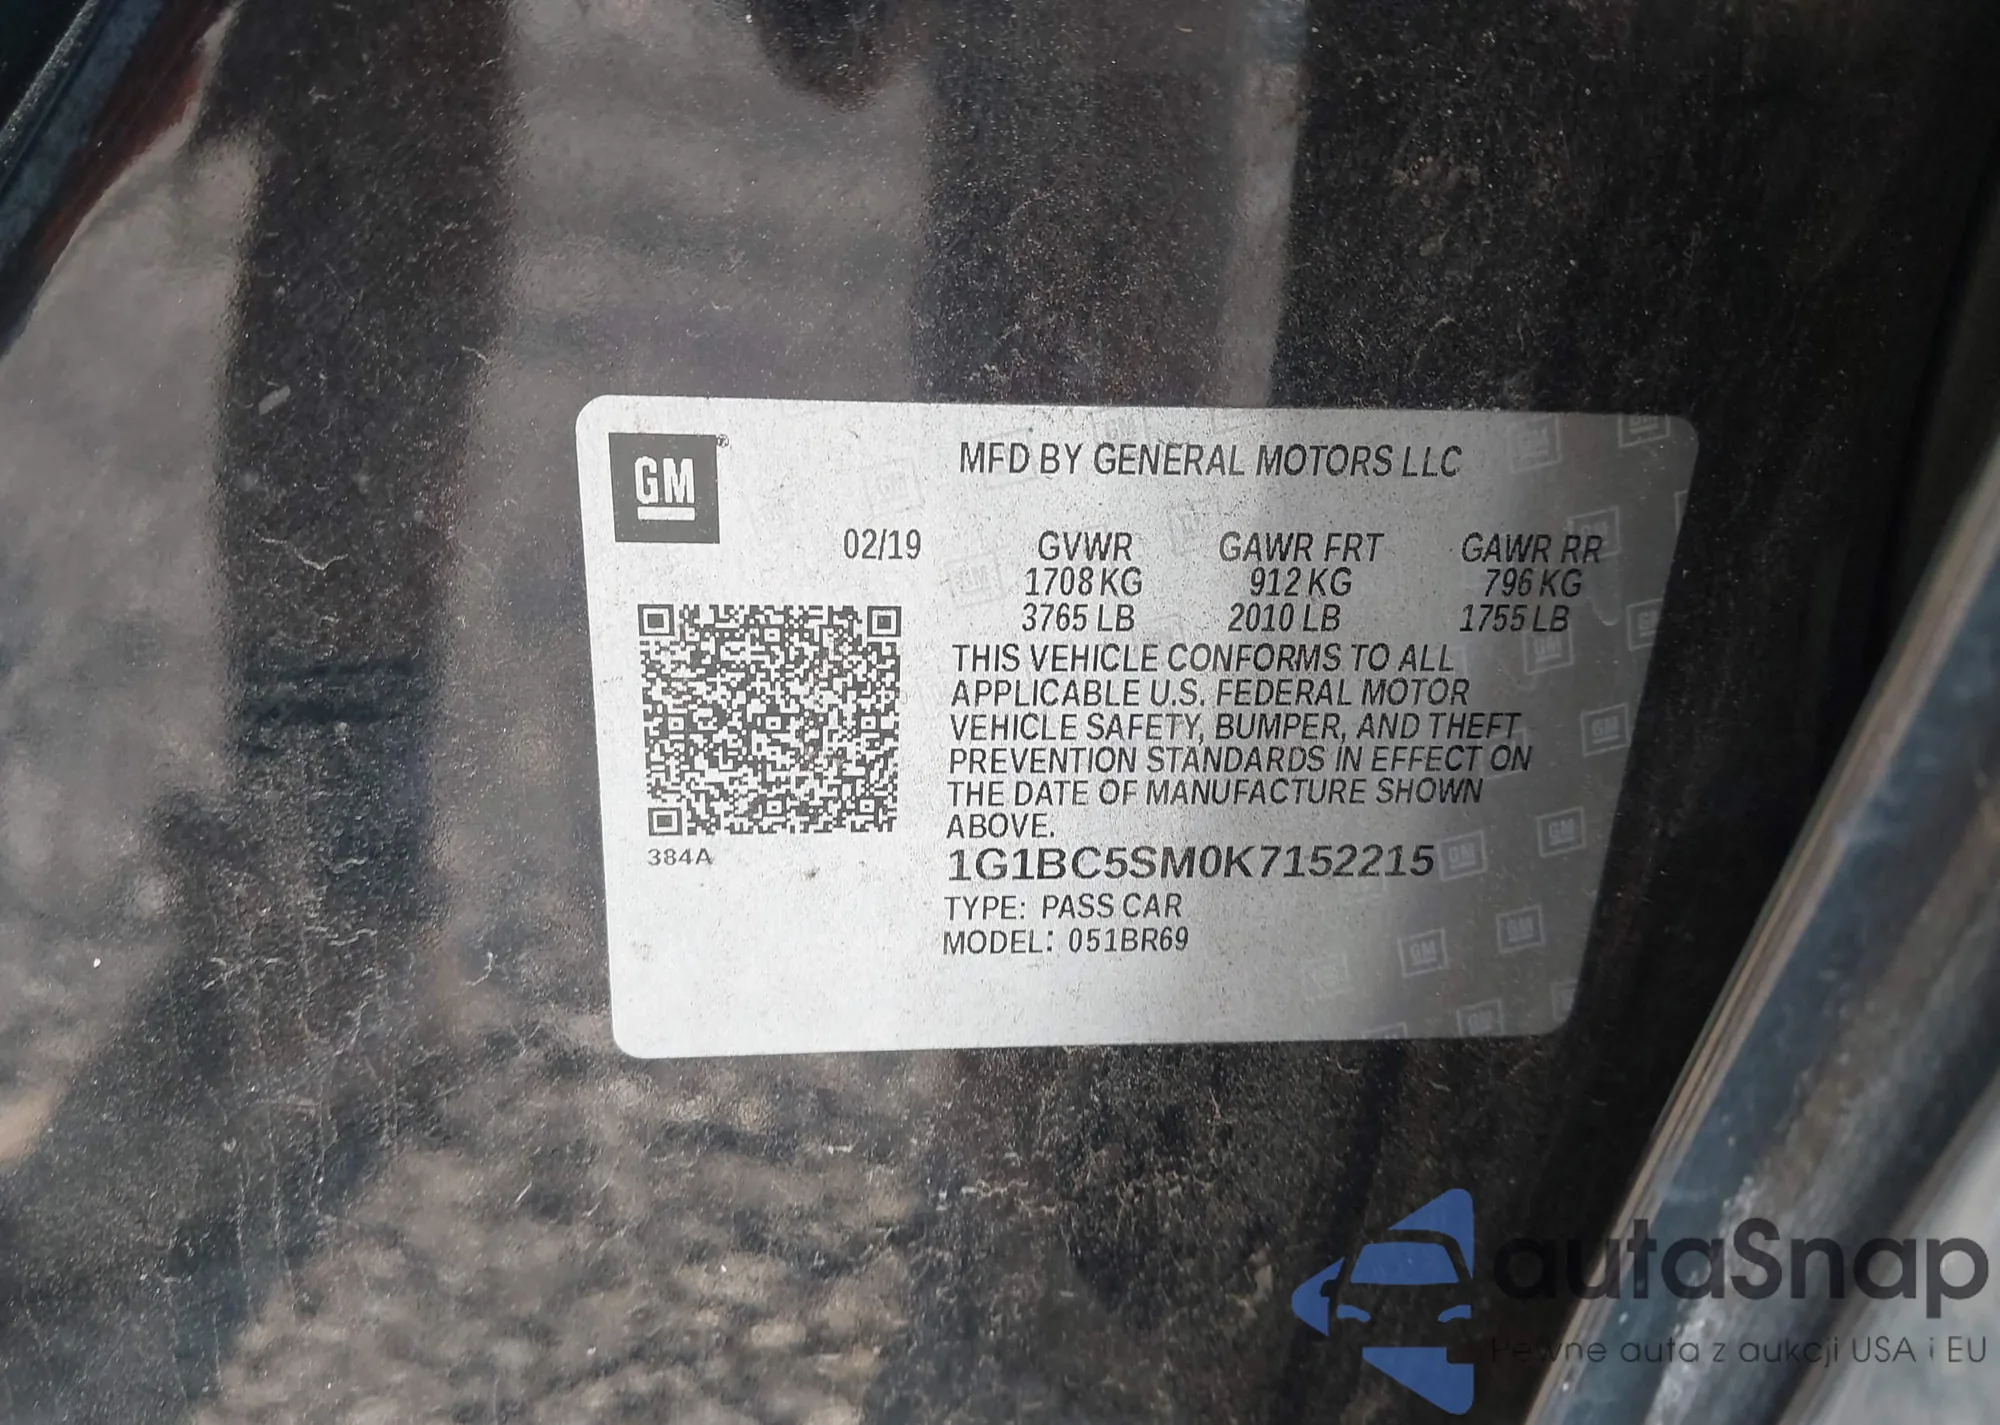 GM®
MFD BY GENERAL MOTORS LLC
02/19 GVWR GAWR FRT GAWR RR
1708 KG 912 KG 796 KG
3765 LB 2010 LB 1755 LB
THIS VEHICLE CONFORMS TO ALL
APPLICABLE U.S. FEDERAL MOTOR
VEHICLE SAFETY, BUMPER, AND THEFT
PREVENTION STANDARDS IN EFFECT ON
THE DATE OF MANUFACTURE SHOWN
ABOVE.
384A
1G1BC5SM0K7152215
TYPE: PASS CAR
MODEL: 051BR69
autaSnap
Pewne auta z aukcji USA i EU